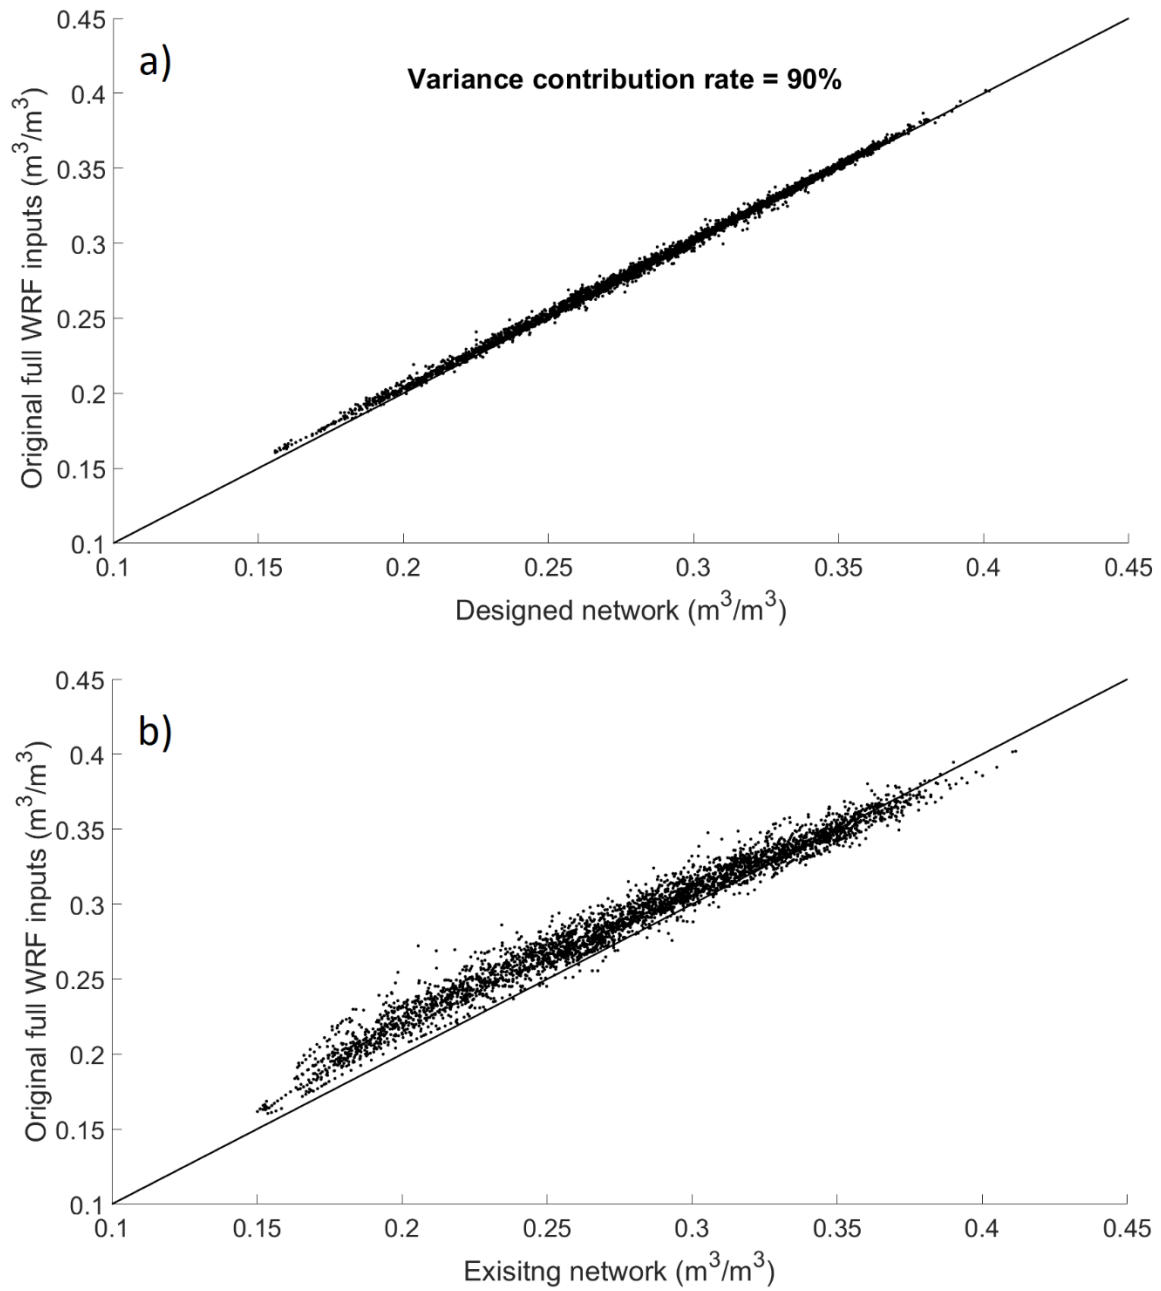 a)
Variance contribution rate = 90%
Original full WRF inputs (m³/m³)
0.45
0.4
0.35
0.3
0.25
0.2
0.15
0.1
0.1 0.15 0.2 0.25 0.3 0.35 0.4 0.45
Designed network (m³/m³)
b)
Original full WRF inputs (m³/m³)
0.45
0.4
0.35
0.3
0.25
0.2
0.15
0.1
0.1 0.15 0.2 0.25 0.3 0.35 0.4 0.45
Exisitng network (m³/m³)